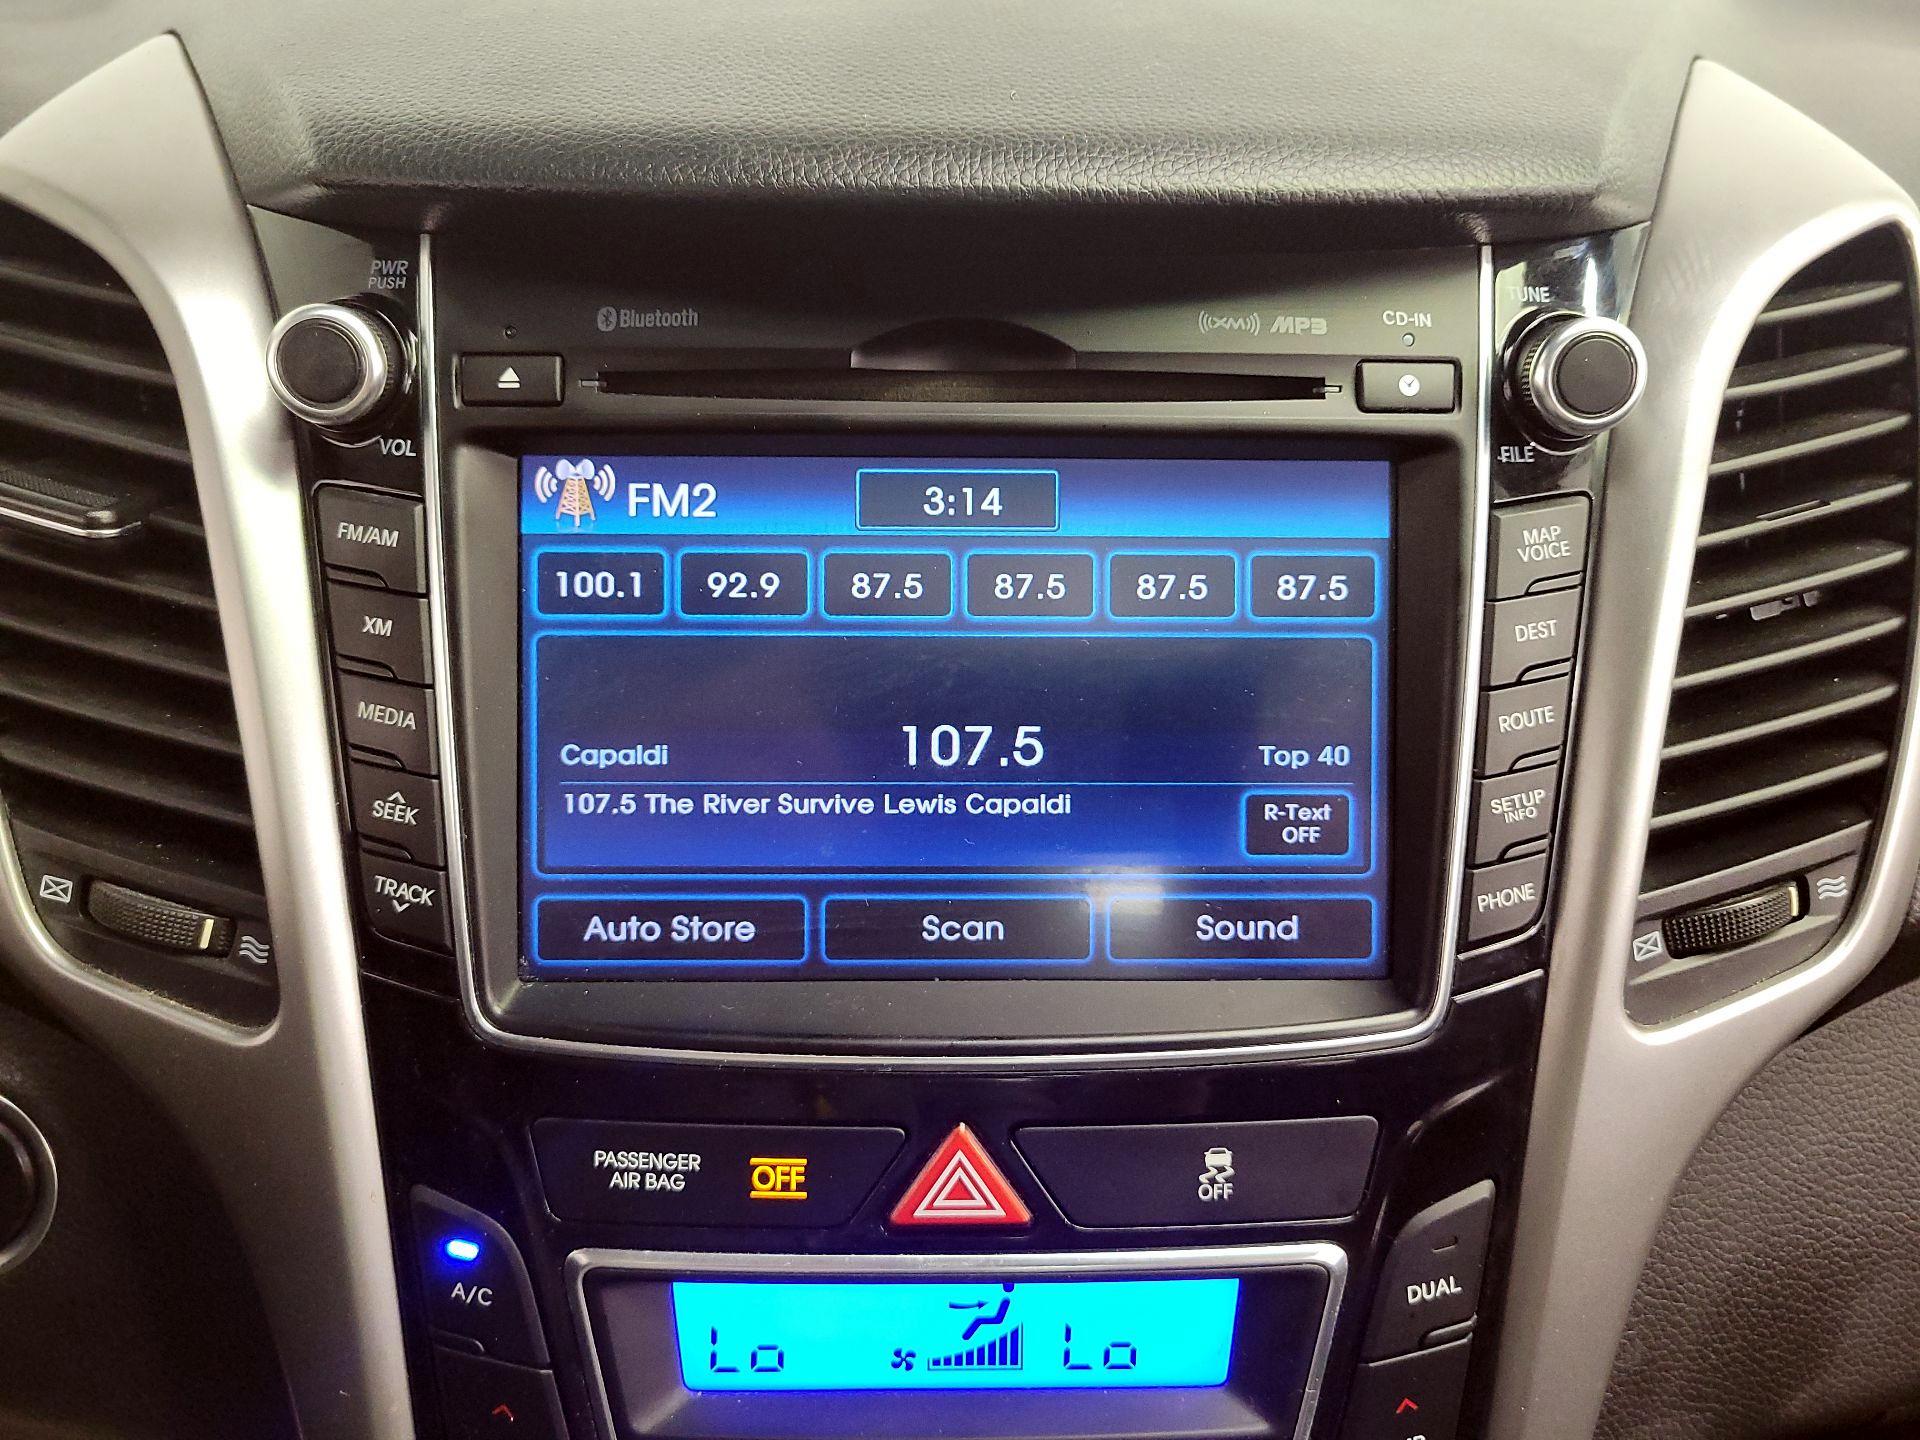 PWR
PUSH
VOL
Bluetooth
XM MP3
CD-IN
TUNE
FILE
FM/AM
XM
MEDIA
SEEK
TRACK
FM2 3:14
100.1 92.9 87.5 87.5 87.5 87.5
Capaldi 107.5 Top 40
107.5 The River Survive Lewis Capaldi
R-Text
OFF
Auto Store Scan Sound
MAP
VOICE
DEST
ROUTE
SETUP
INFO
PHONE
PASSENGER
AIR BAG
OFF
OFF
A/C
DUAL
Lo Lo